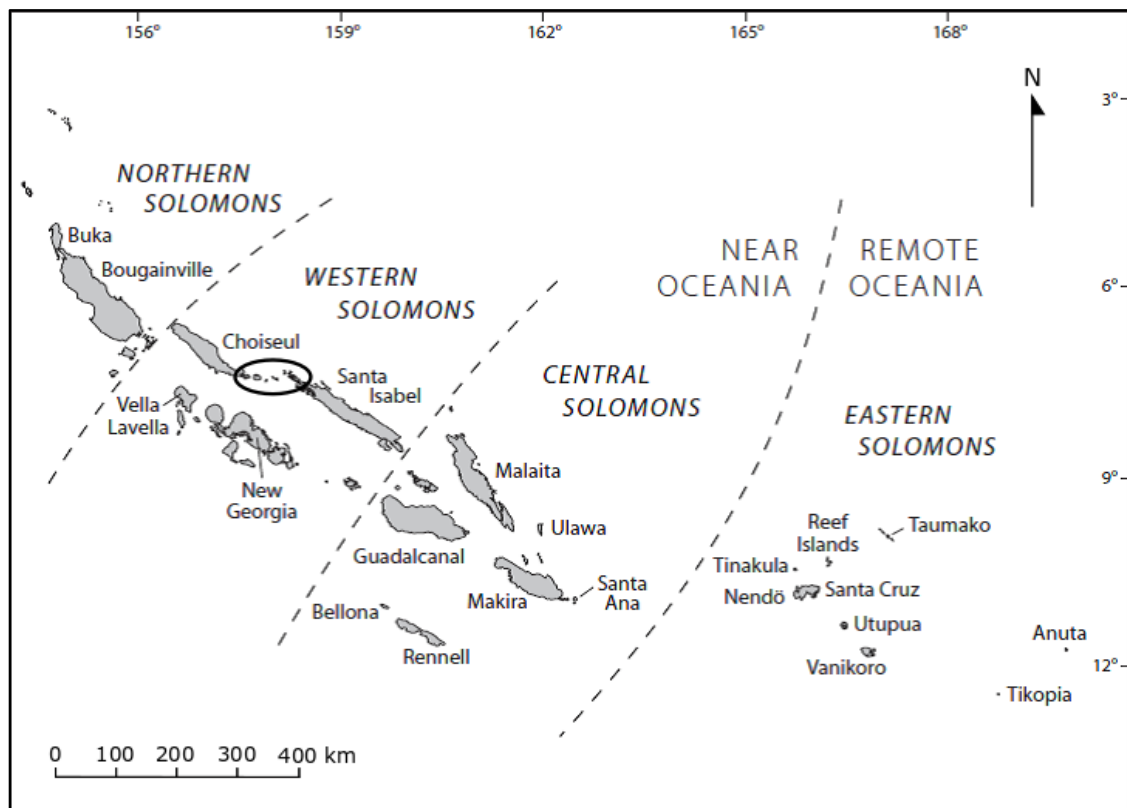 156°
159°
162°
165°
168°
N
3°
NORTHERN
SOLOMONS
Buka
Bougainville
WESTERN
SOLOMONS
NEAR
OCEANIA
REMOTE
OCEANIA
6°
Choiseul
Santa
Isabel
CENTRAL
SOLOMONS
Vella
Lavella
EASTERN
SOLOMONS
New
Georgia
Malaita
9°
Guadalcanal
Ulawa
Reef
Islands
Taumako
Tinakula
Nendö
Santa Cruz
Makira
Santa
Ana
Bellona
Rennell
Utupua
Vanikoro
Anuta
12°
Tikopia
0 100 200 300 400 km